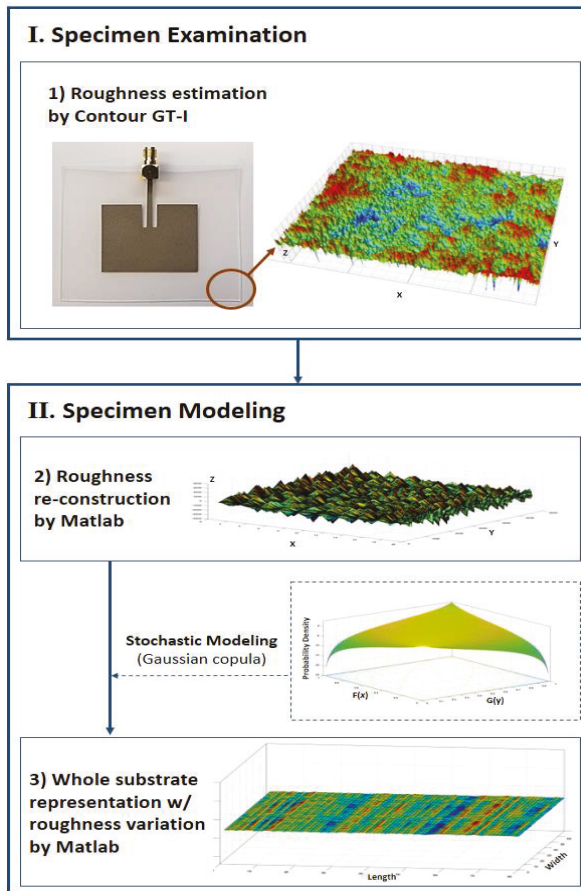 I. Specimen Examination
1) Roughness estimation
by Contour GT-I
Z
Y
X
II. Specimen Modeling
2) Roughness
re-construction
by Matlab
Z
X
Y
Stochastic Modeling
(Gaussian copula)
Probability Density
F(x)
G(y)
3) Whole substrate
representation w/
roughness variation
by Matlab
Length
Width